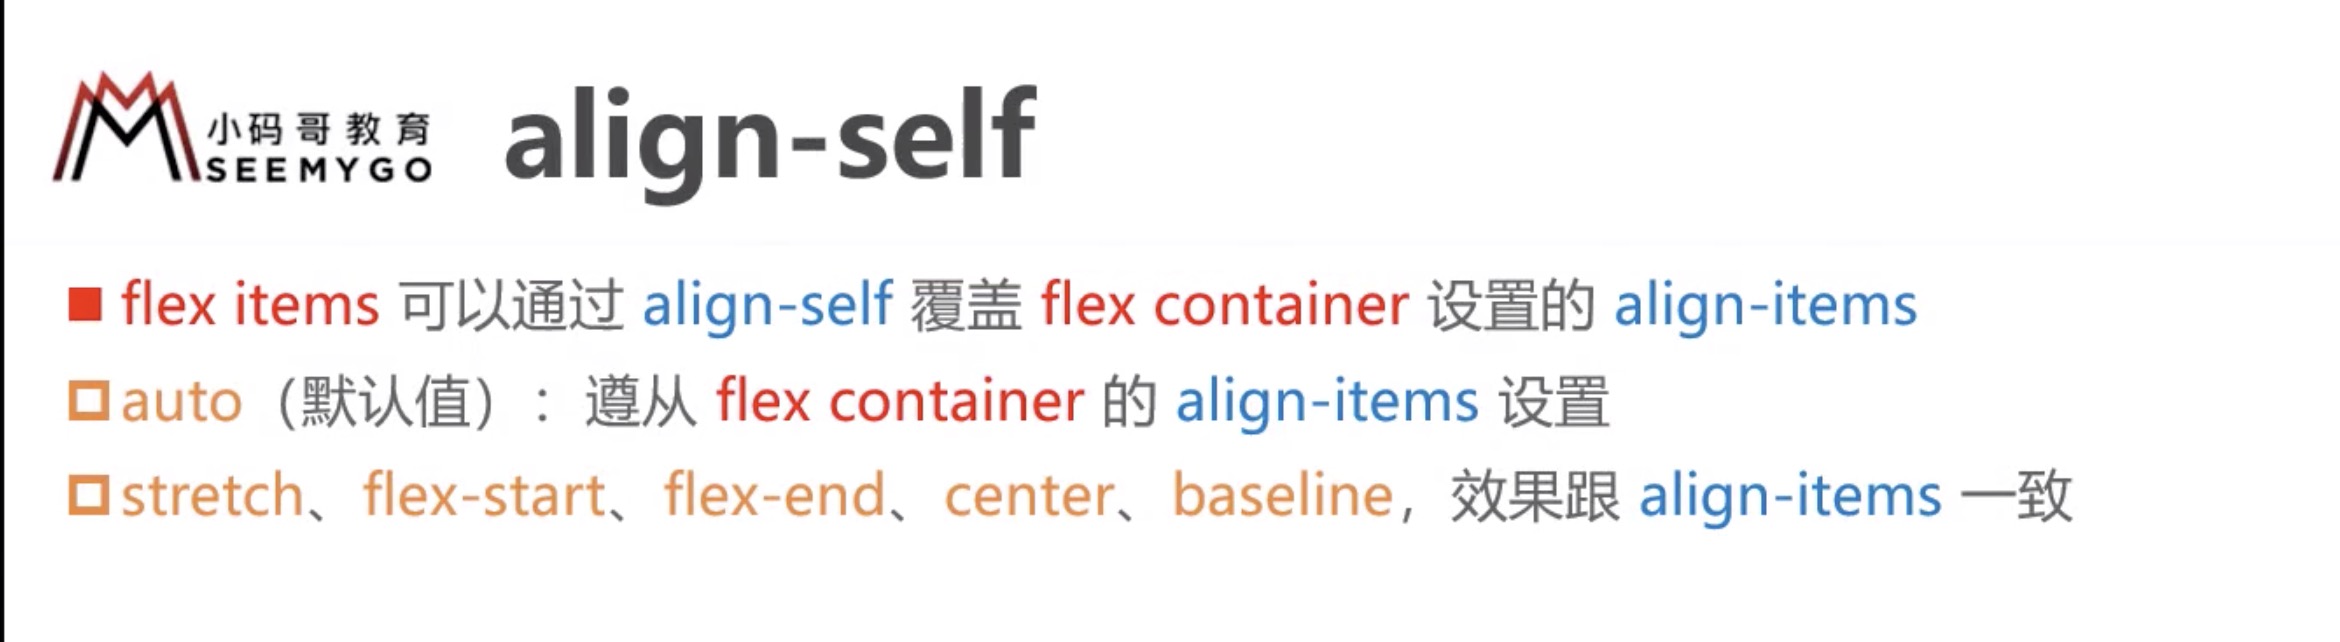 小码哥教育
SEEMYGO
align-self
flex items 可以通过 align-self 覆盖 flex container 设置的 align-items
auto（默认值）：遵从 flex container 的 align-items 设置
stretch、flex-start、flex-end、center、baseline，效果跟 align-items 一致